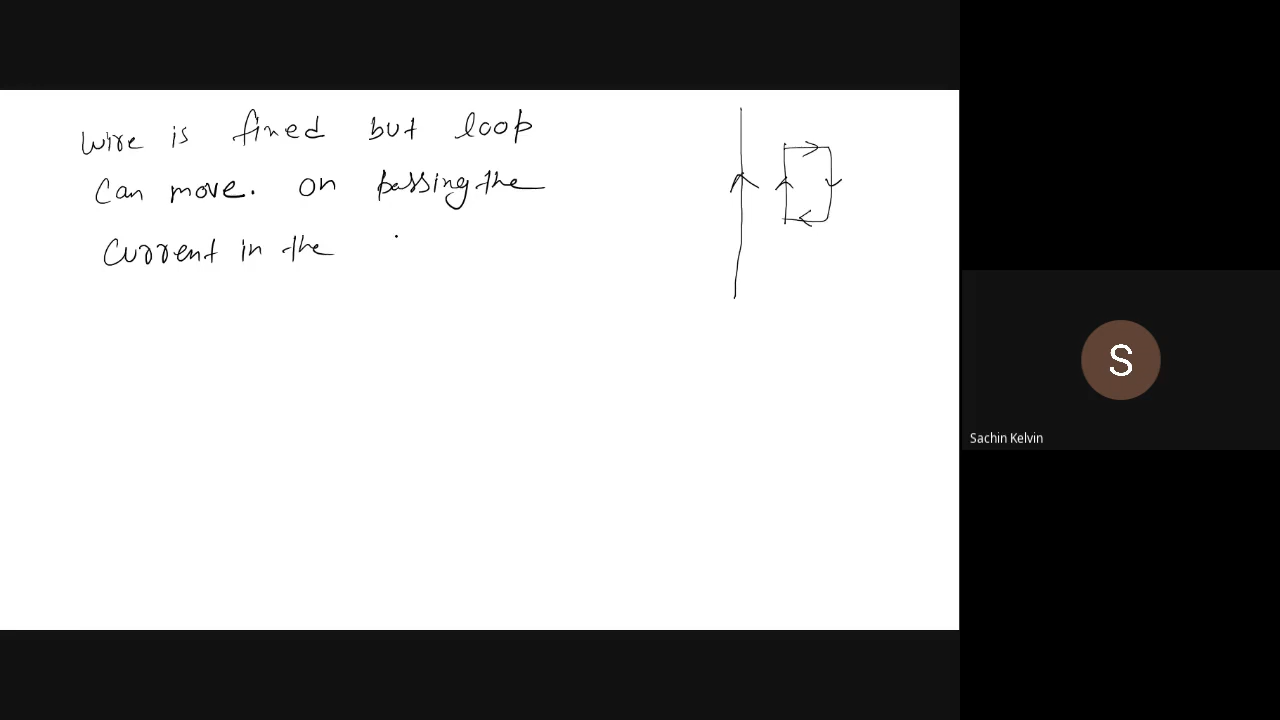 wire is fixed but loop
can move. on passing the
current in the
S
Sachin Kelvin